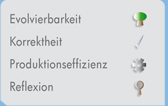 Evolvierbarkeit
Korrektheit
Produktionseffizienz
Reflexion